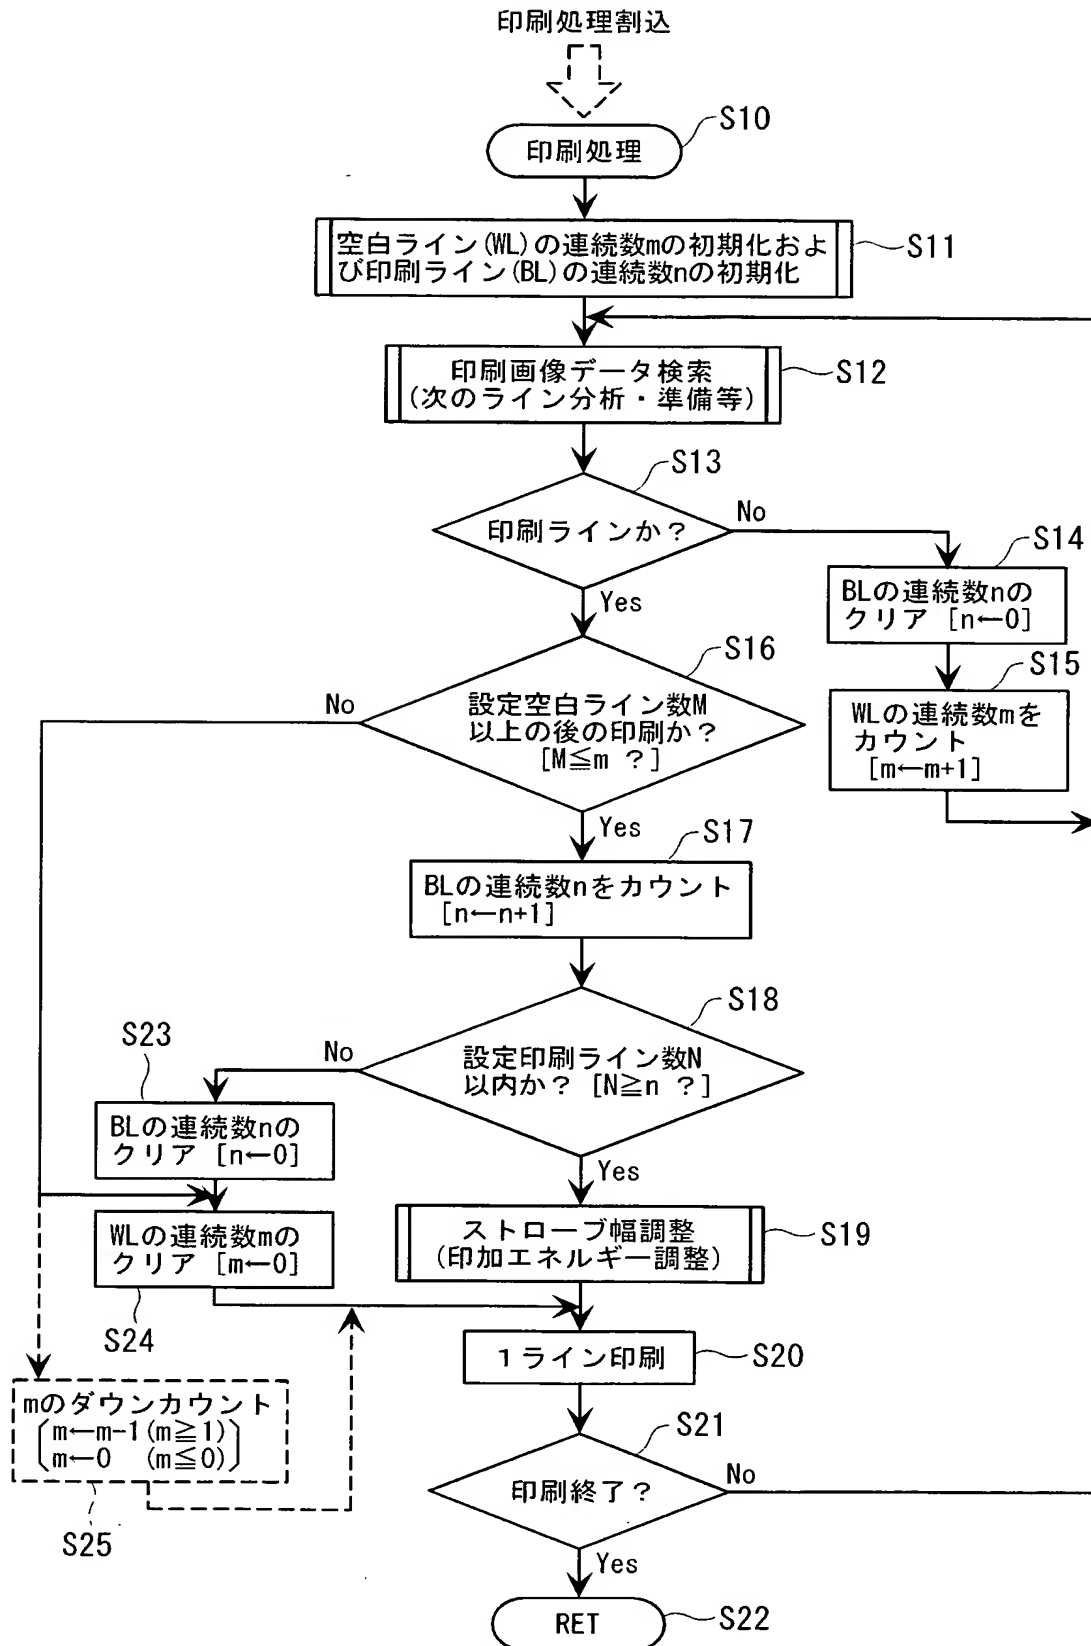 印刷処理割込
S10
印刷処理
空白ライン(WL)の連続数mの初期化およ
び印刷ライン(BL)の連続数nの初期化
S11
印刷画像データ検索
(次のライン分析・準備等)
S12
S13
印刷ラインか？
No
Yes
S14
BLの連続数nの
クリア [n←0]
S15
WLの連続数mを
カウント
[m←m+1]
S16
設定空白ライン数M
以上の後の印刷か？
[M≦m ？]
No
Yes
S17
BLの連続数nをカウント
[n←n+1]
S18
設定印刷ライン数N
以内か？ [N≧n ？]
No
Yes
S23
BLの連続数nの
クリア [n←0]
WLの連続数mの
クリア [m←0]
S24
ストローブ幅調整
(印加エネルギー調整)
S19
１ライン印刷
S20
mのダウンカウント
m←m-1(m≧1)
m←0 (m≦0)
S25
S21
印刷終了？
No
Yes
RET
S22